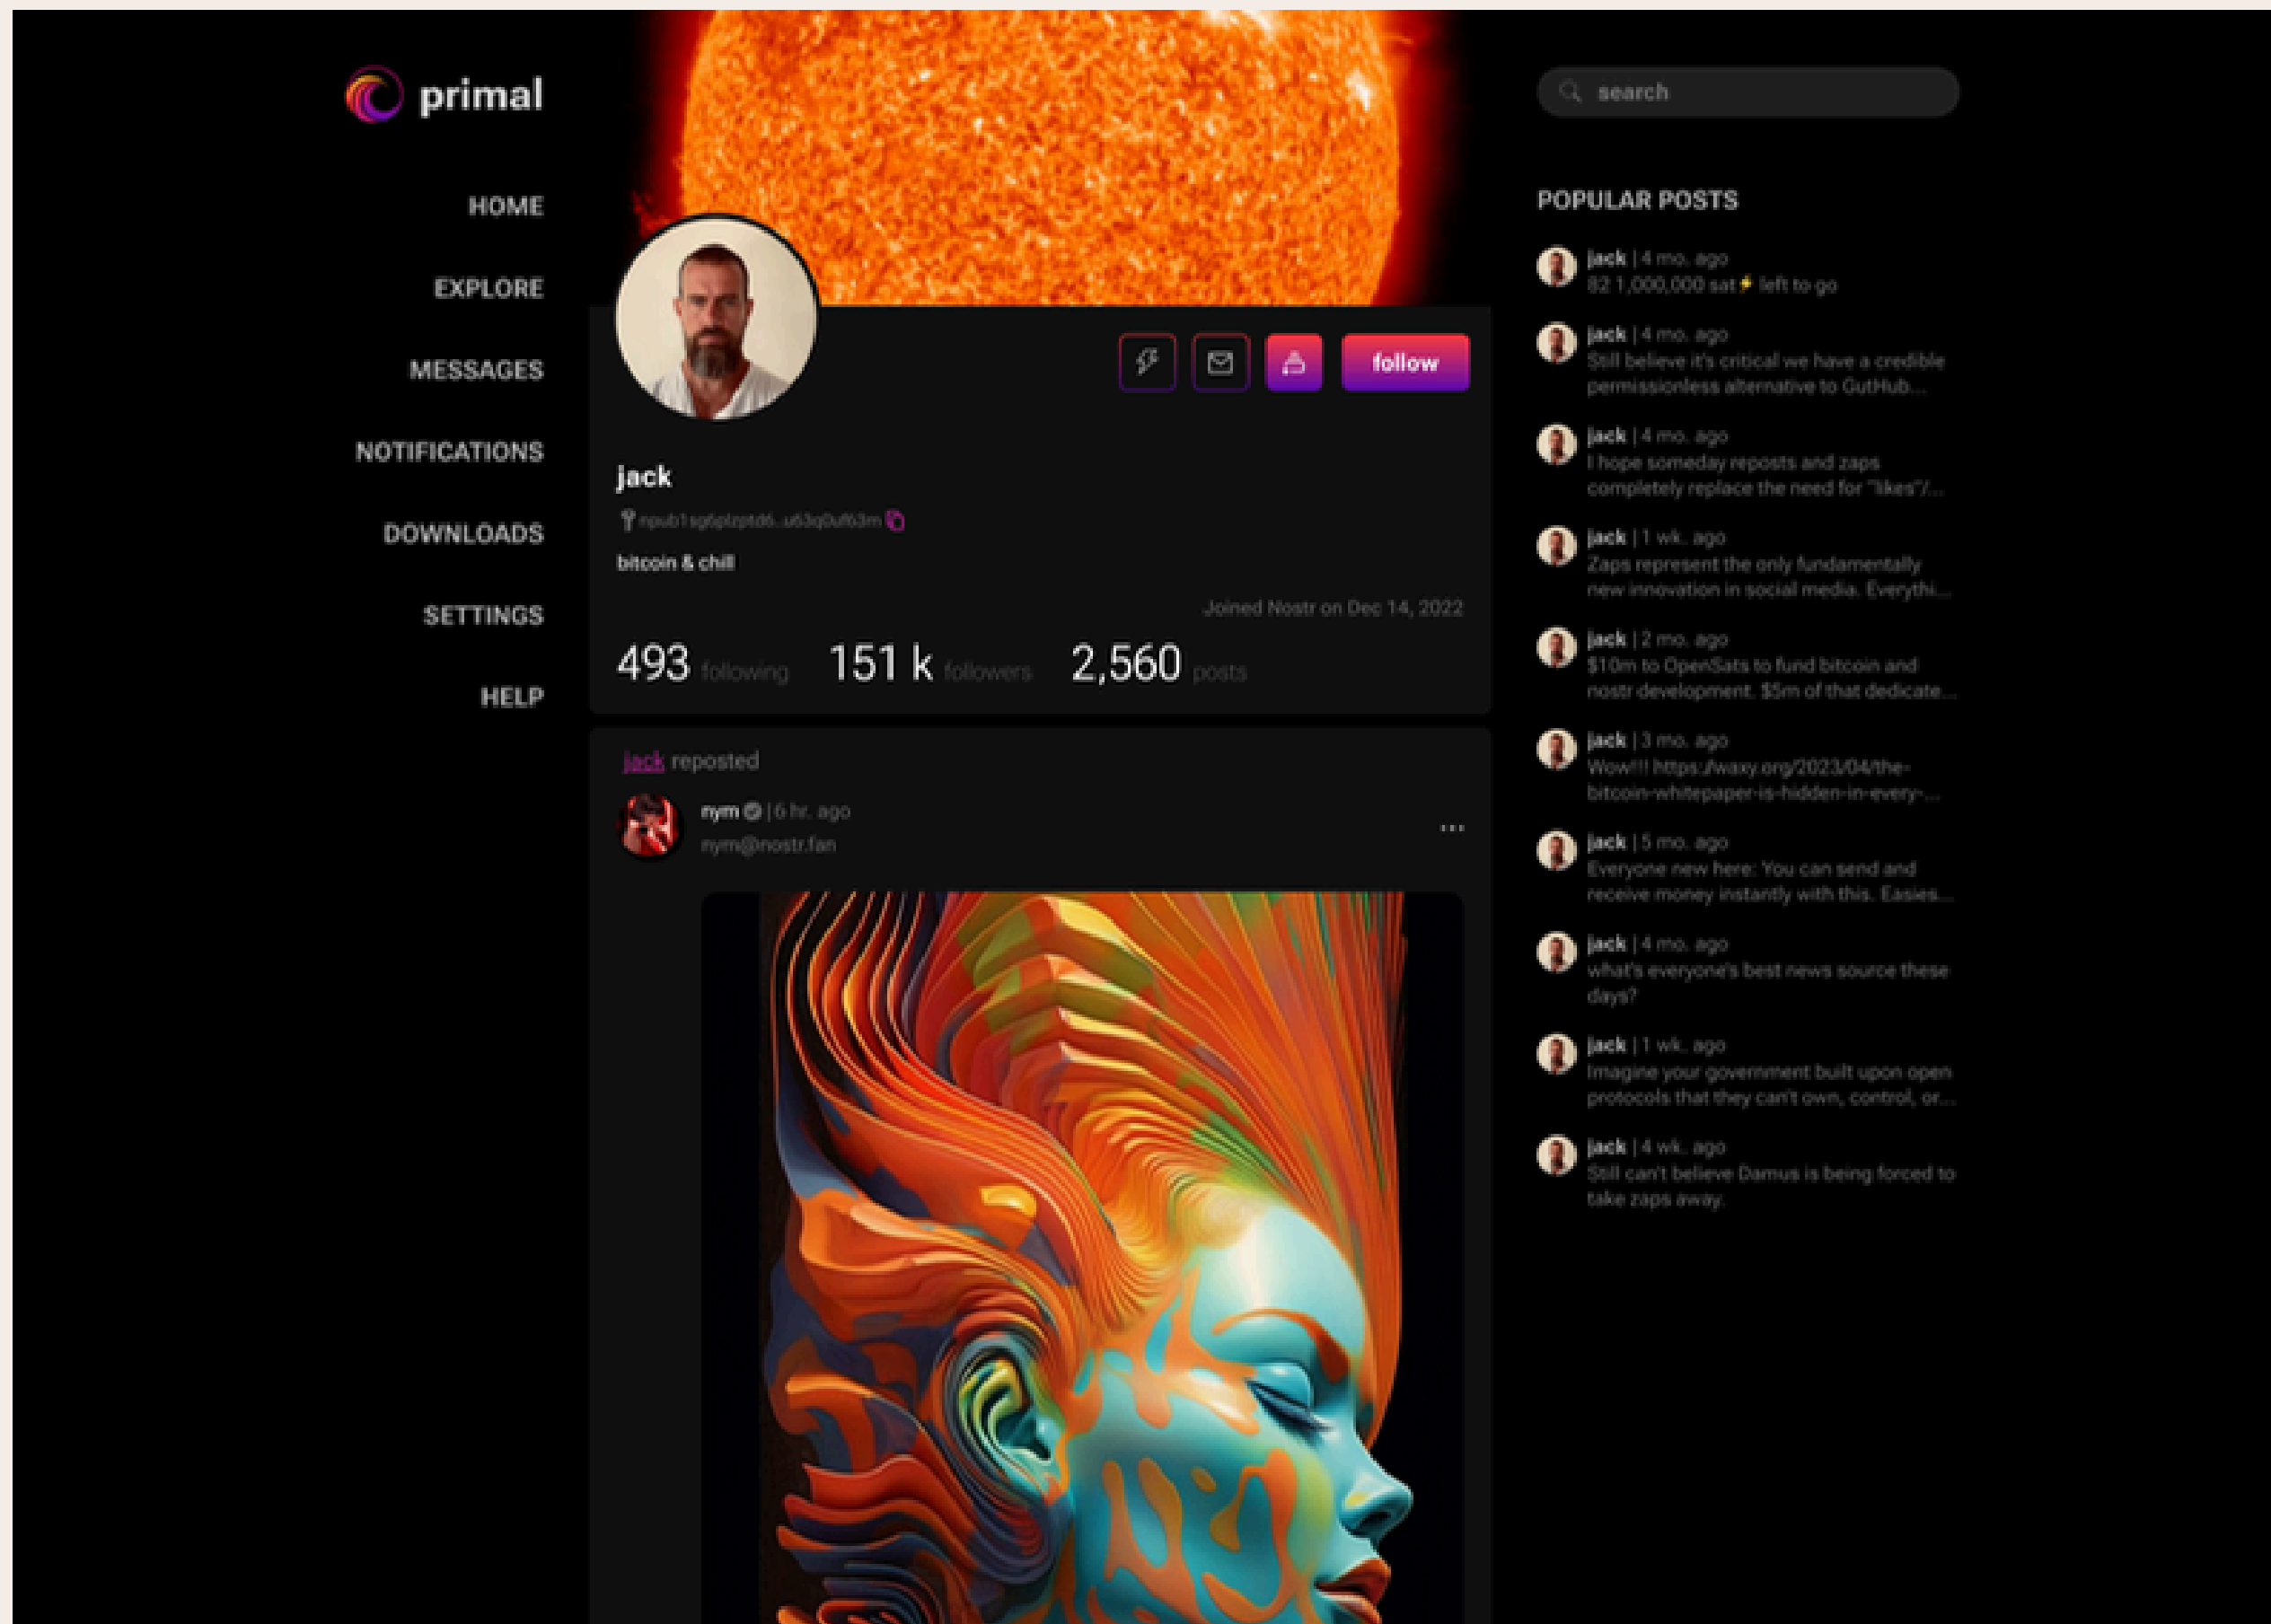 primal
HOME
EXPLORE
MESSAGES
NOTIFICATIONS
DOWNLOADS
SETTINGS
HELP
follow
jack
npub1sg6plzptd6...u63q0uf63m
bitcoin & chill
Joined Nostr on Dec 14, 2022
493 following 151 k followers 2,560 posts
jack reposted
nym | 6 hr. ago
nym@nostr.fan
search
POPULAR POSTS
jack | 4 mo. ago
82 1,000,000 sat⚡ left to go
jack | 4 mo. ago
Still believe it's critical we have a credible
permissionless alternative to GutHub...
jack | 4 mo. ago
I hope someday reposts and zaps
completely replace the need for "likes"/...
jack | 1 wk. ago
Zaps represent the only fundamentally
new innovation in social media. Everythi...
jack | 2 mo. ago
$10m to OpenSats to fund bitcoin and
nostr development. $5m of that dedicate...
jack | 3 mo. ago
Wow!!! https://waxy.org/2023/04/the-
bitcoin-whitepaper-is-hidden-in-every-...
jack | 5 mo. ago
Everyone new here: You can send and
receive money instantly with this. Easies...
jack | 4 mo. ago
what's everyone's best news source these
days?
jack | 1 wk. ago
Imagine your government built upon open
protocols that they can't own, control, or...
jack | 4 wk. ago
Still can't believe Damus is being forced to
take zaps away.